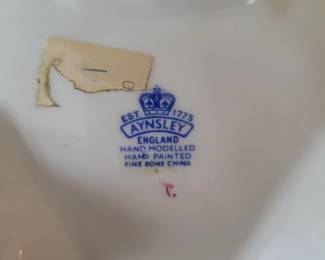 EST. 1775
AYNSLEY
ENGLAND
HAND MODELLED
HAND PAINTED
FINE BONE CHINA
T.